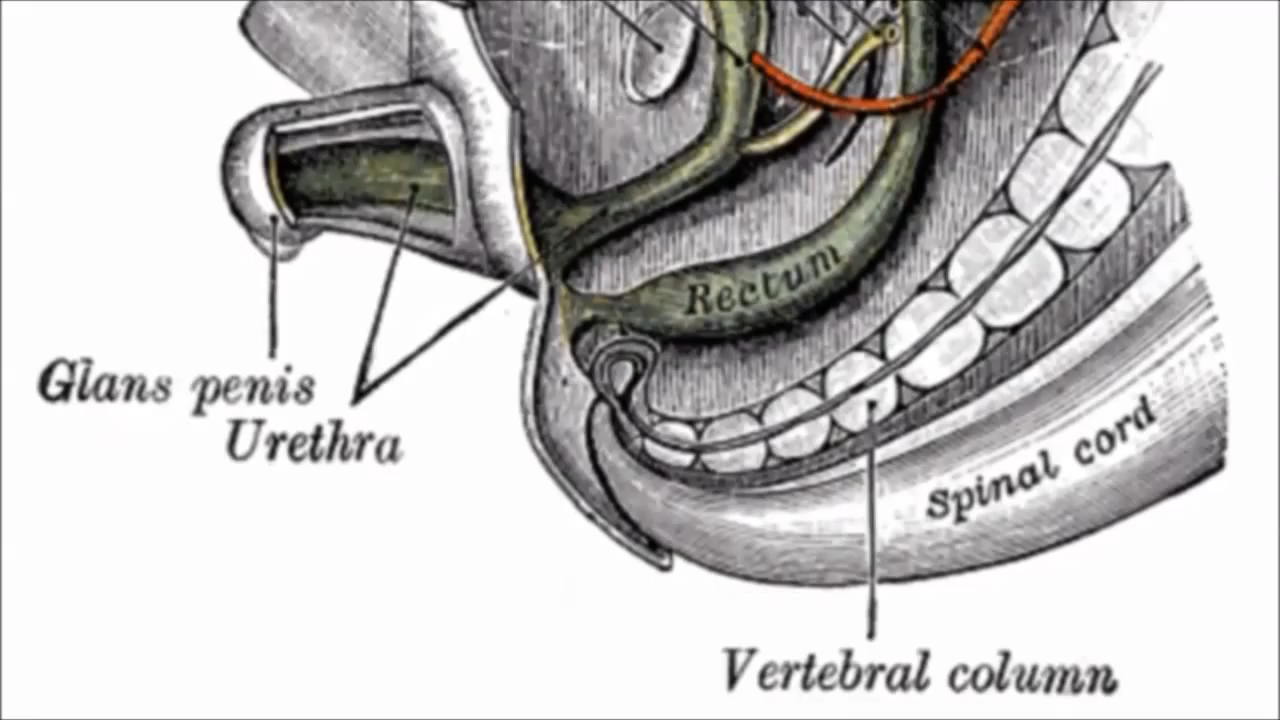 Rectum
Glans penis
Urethra
Spinal cord
Vertebral column